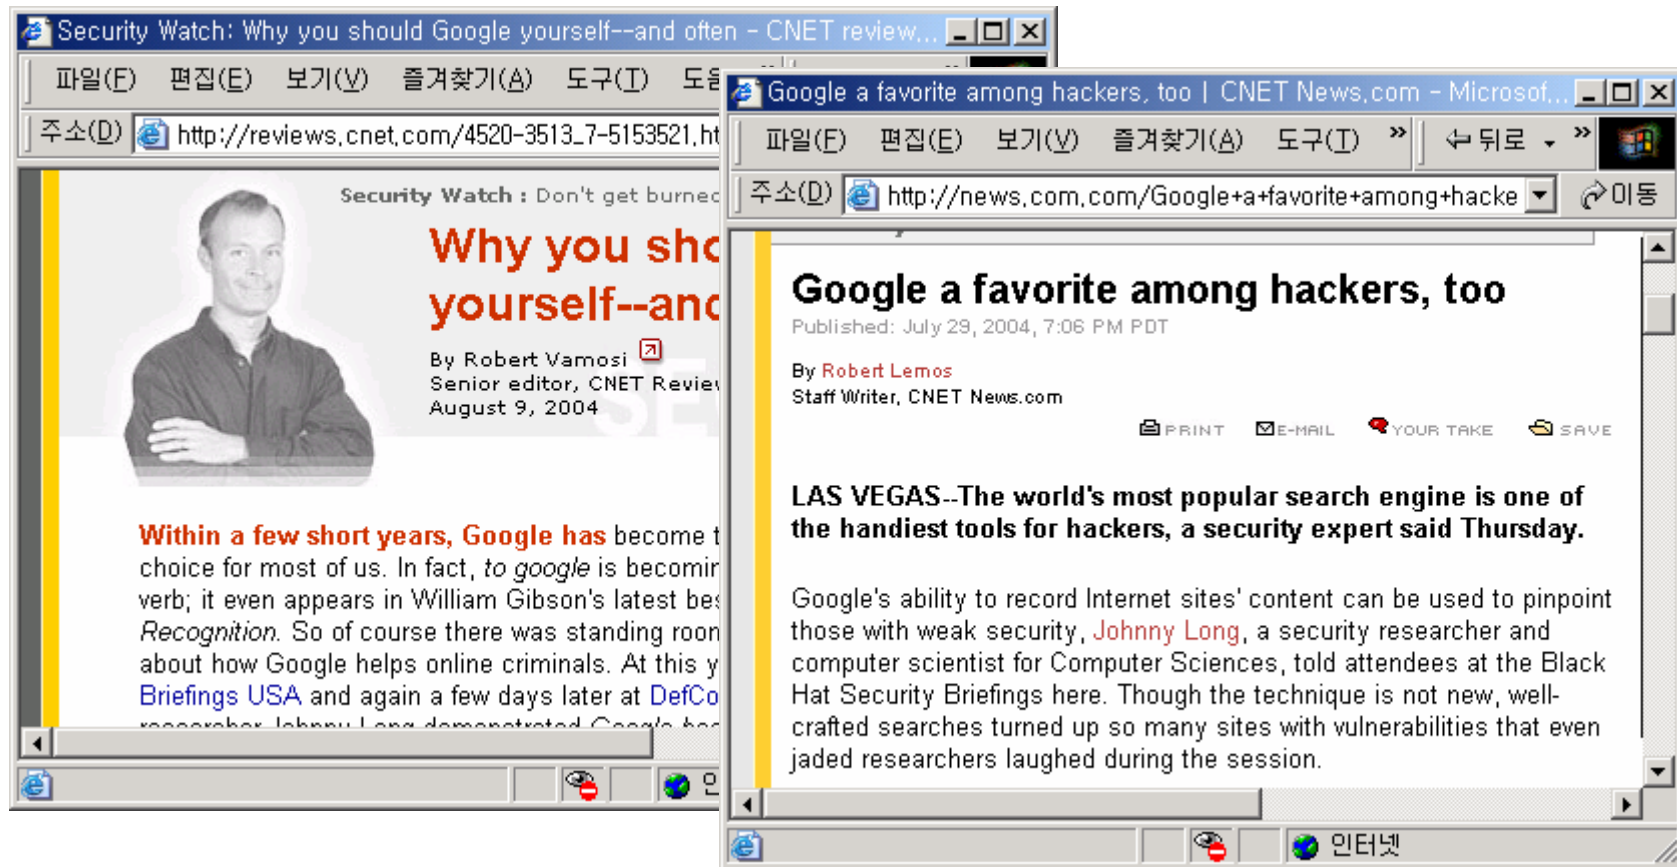 Security Watch: Why you should Google yourself--and often - CNET review...
파일(F) 편집(E) 보기(V) 즐겨찾기(A) 도구(T)
주소(D) http://reviews.cnet.com/4520-3513_7-5153521.ht
Security Watch : Don't get burned
Why you
yourself--and
By Robert Vamosi
Senior editor, CNET Review
August 9, 2004
Within a few short years, Google has become
choice for most of us. In fact, to google is becoming
verb; it even appears in William Gibson's latest
Recognition. So of course there was standing room
about how Google helps online criminals. At this
Briefings USA and again a few days later at DefCo
researcher Johnny Long demonstrated
Google a favorite among hackers, too | CNET News.com - Microsof...
파일(F) 편집(E) 보기(V) 즐겨찾기(A) 도구(T) » 뒤로 »
주소(D) http://news.com.com/Google+a+favorite+among+hacke 이동
Google a favorite among hackers, too
Published: July 29, 2004, 7:06 PM PDT
By Robert Lemos
Staff Writer, CNET News.com
PRINT E-MAIL YOUR TAKE SAVE
LAS VEGAS--The world's most popular search engine is one of
the handiest tools for hackers, a security expert said Thursday.
Google's ability to record Internet sites' content can be used to pinpoint
those with weak security, Johnny Long, a security researcher and
computer scientist for Computer Sciences, told attendees at the Black
Hat Security Briefings here. Though the technique is not new, well-
crafted searches turned up so many sites with vulnerabilities that even
jaded researchers laughed during the session.
인터넷